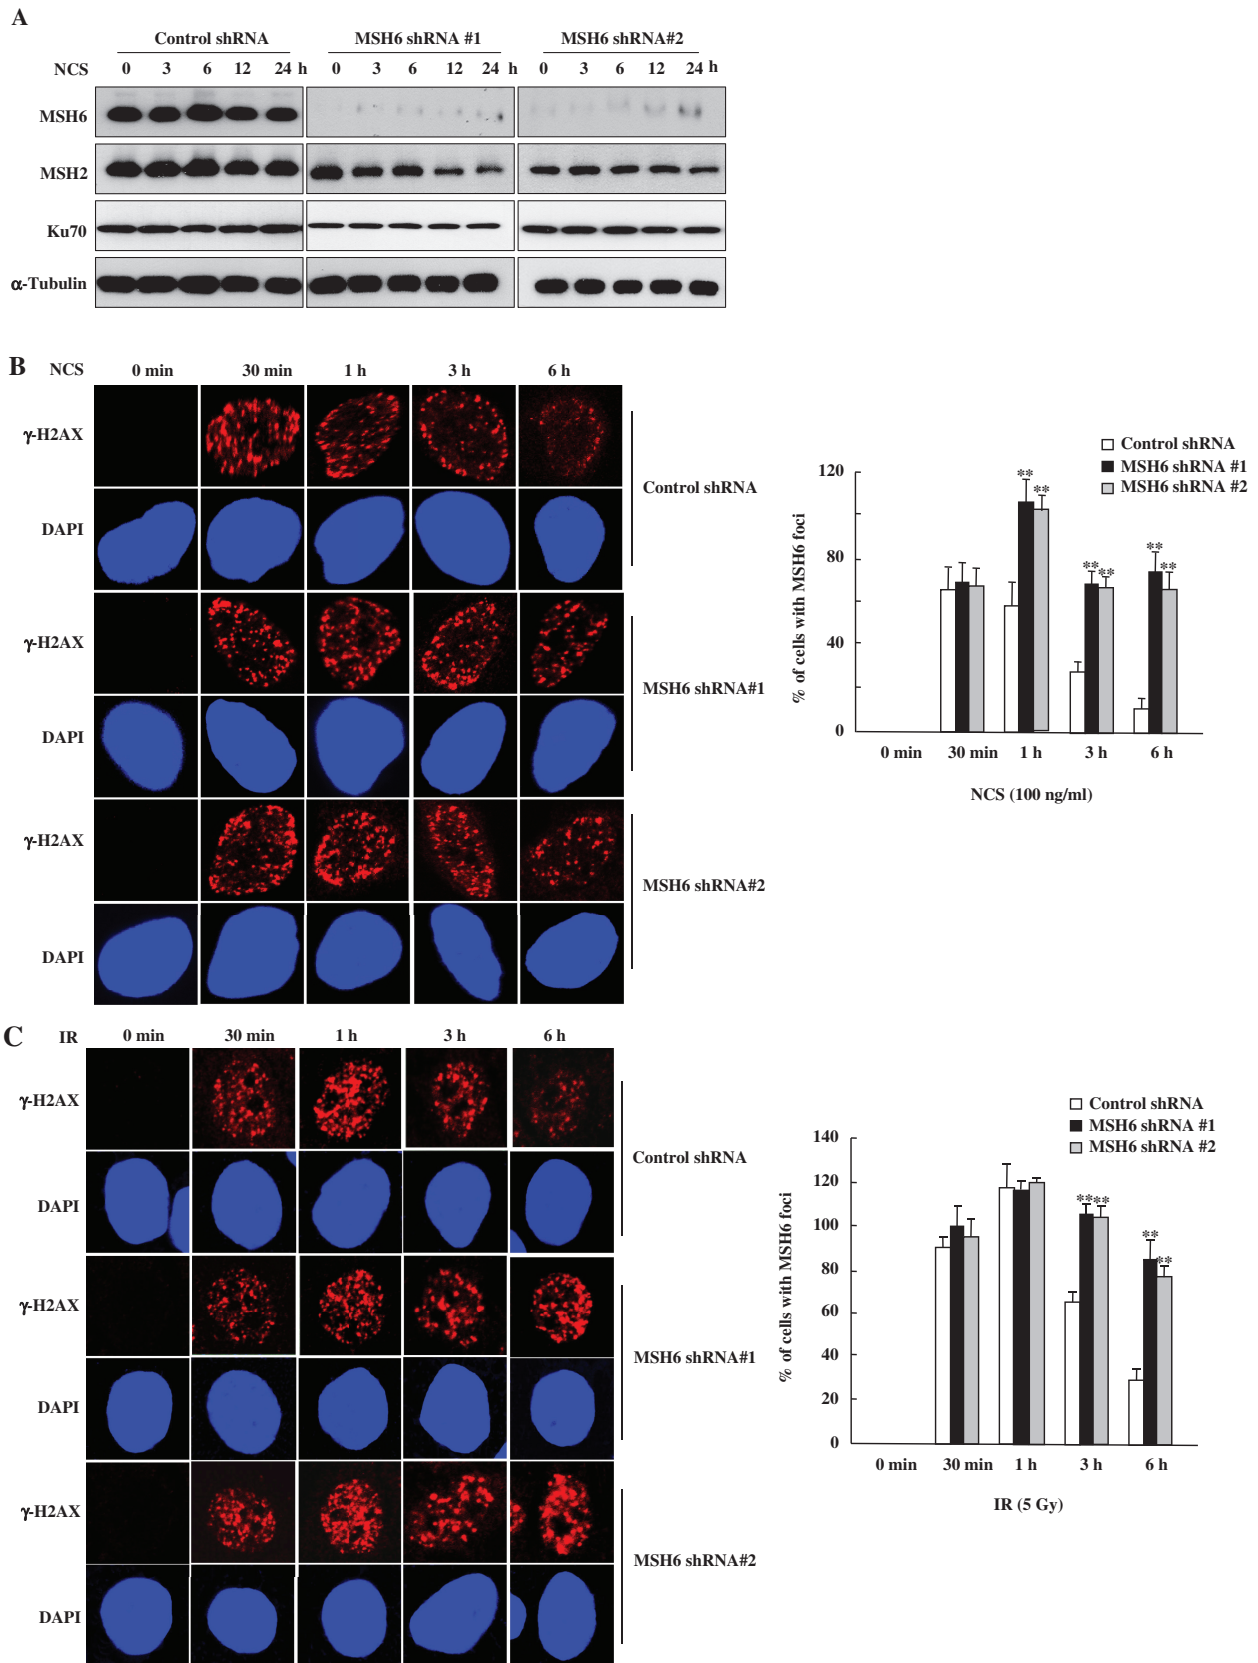 A
Control shRNA
MSH6 shRNA #1
MSH6 shRNA#2
NCS 0 3 6 12 24 h 0 3 6 12 24 h 0 3 6 12 24 h
MSH6
MSH2
Ku70
α-Tubulin
B
NCS 0 min 30 min 1 h 3 h 6 h
γ-H2AX
DAPI
Control shRNA
γ-H2AX
DAPI
MSH6 shRNA#1
γ-H2AX
DAPI
MSH6 shRNA#2
Control shRNA
MSH6 shRNA #1
MSH6 shRNA #2
% of cells with MSH6 foci
120
80
60
40
0
** ** ** ** ** **
0 min 30 min 1 h 3 h 6 h
NCS (100 ng/ml)
C
IR 0 min 30 min 1 h 3 h 6 h
γ-H2AX
DAPI
Control shRNA
γ-H2AX
DAPI
MSH6 shRNA#1
γ-H2AX
DAPI
MSH6 shRNA#2
Control shRNA
MSH6 shRNA #1
MSH6 shRNA #2
% of cells with MSH6 foci
140
120
100
80
60
40
20
0
** ** ** **
0 min 30 min 1 h 3 h 6 h
IR (5 Gy)